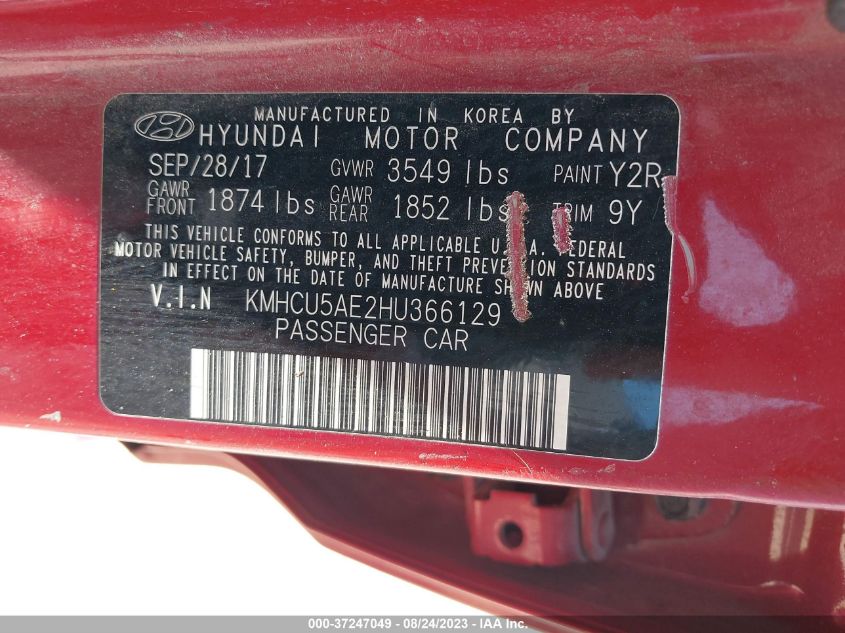 MANUFACTURED IN KOREA BY
HYUNDAI MOTOR COMPANY
SEP/28/17 GVWR 3549 lbs PAINT Y2R
GAWR FRONT 1874 lbs GAWR REAR 1852 lbs TRIM 9Y
THIS VEHICLE CONFORMS TO ALL APPLICABLE U.S.A. FEDERAL
MOTOR VEHICLE SAFETY, BUMPER, AND THEFT PREVENTION STANDARDS
IN EFFECT ON THE DATE OF MANUFACTURE SHOWN ABOVE
V.I.N KMHCU5AE2HU366129
PASSENGER CAR
000-37247049 - 08/24/2023 - IAA Inc.